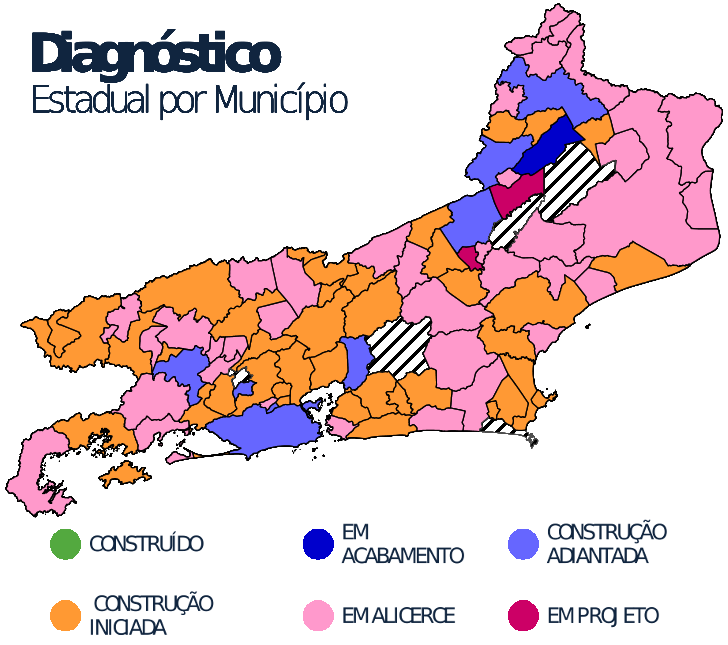 Diagnóstico
Estadual por Município
CONSTRUÍDO
EM
ACABAMENTO
CONSTRUÇÃO
ADIANTADA
CONSTRUÇÃO
INICIADA
EM ALICERCE
EM PROJETO